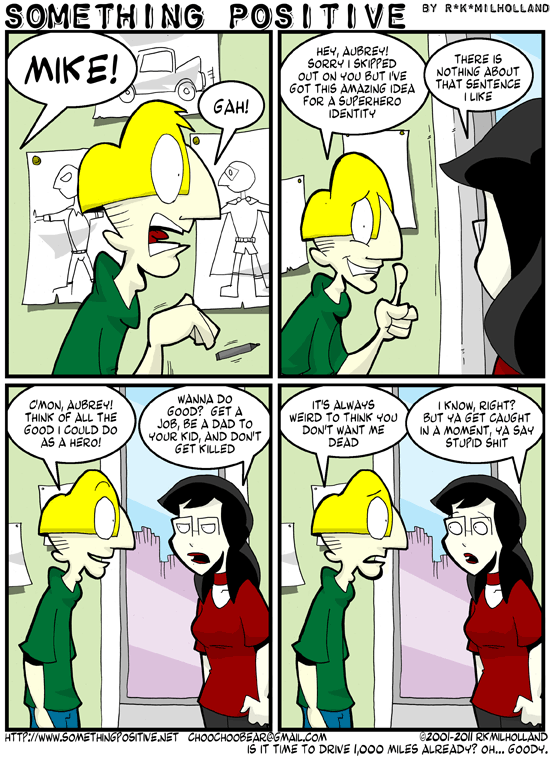 SOMETHING POSITIVE BY R*K*MILHOLLAND
MIKE!
GAH!
HEY, AUBREY!
SORRY I SKIPPED
OUT ON YOU BUT I'VE
GOT THIS AMAZING IDEA
FOR A SUPERHERO
IDENTITY
THERE IS
NOTHING ABOUT
THAT SENTENCE
I LIKE
C'MON, AUBREY!
THINK OF ALL THE
GOOD I COULD DO
AS A HERO!
WANNA DO
GOOD? GET A
JOB, BE A DAD TO
YOUR KID, AND DON'T
GET KILLED
IT'S ALWAYS
WEIRD TO THINK YOU
DON'T WANT ME
DEAD
I KNOW, RIGHT?
BUT YA GET CAUGHT
IN A MOMENT, YA SAY
STUPID SHIT
HTTP://WWW.SOMETHINGPOSITIVE.NET CHOOCHOOBEAR@GMAIL.COM ©2001-2011 RKMILHOLLAND
IS IT TIME TO DRIVE 1,000 MILES ALREADY? OH... GOODY.